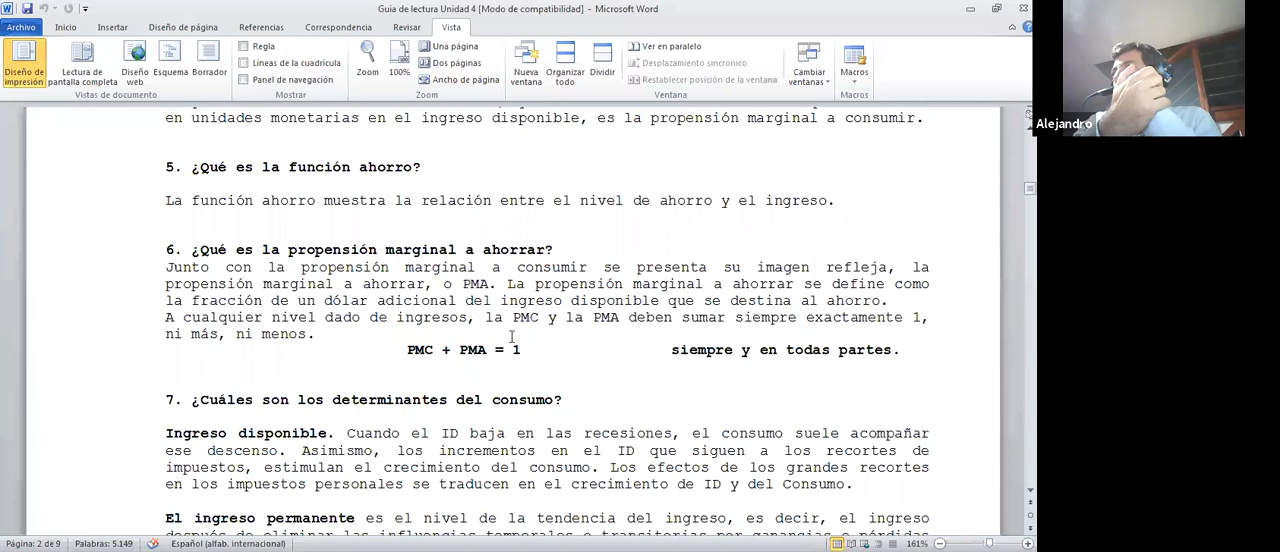 Guia de lectura Unidad 4 [Modo de compatibilidad] - Microsoft Word
Archivo Inicio Insertar Diseño de página Referencias Correspondencia Revisar Vista
Diseño de impresión
Lectura de pantalla completa
Diseño web
Esquema
Borrador
Vistas de documento
Regla
Líneas de la cuadrícula
Panel de navegación
Mostrar
Zoom
100%
Una página
Dos páginas
Ancho de página
Zoom
Nueva ventana
Organizar todo
Dividir
Ver en paralelo
Desplazamiento sincrónico
Restablecer posición de la ventana
Ventana
Cambiar ventanas
Macros
Macros
Alejandro
en unidades monetarias en el ingreso disponible, es la propensión marginal a consumir.
5. ¿Qué es la función ahorro?
La función ahorro muestra la relación entre el nivel de ahorro y el ingreso.
6. ¿Qué es la propensión marginal a ahorrar?
Junto con la propensión marginal a consumir se presenta su imagen refleja, la
propensión marginal a ahorrar, o PMA. La propensión marginal a ahorrar se define como
la fracción de un dólar adicional del ingreso disponible que se destina al ahorro.
A cualquier nivel dado de ingresos, la PMC y la PMA deben sumar siempre exactamente 1,
ni más, ni menos.
PMC + PMA = 1 siempre y en todas partes.
7. ¿Cuáles son los determinantes del consumo?
Ingreso disponible. Cuando el ID baja en las recesiones, el consumo suele acompañar
ese descenso. Asimismo, los incrementos en el ID que siguen a los recortes de
impuestos, estimulan el crecimiento del consumo. Los efectos de los grandes recortes
en los impuestos personales se traducen en el crecimiento de ID y del Consumo.
El ingreso permanente es el nivel de la tendencia del ingreso, es decir, el ingreso
después de eliminar las influencias temporales o transitorias por ganancias o pérdidas
Página: 2 de 9 Palabras: 5.149 Español (alfab. internacional) 161%